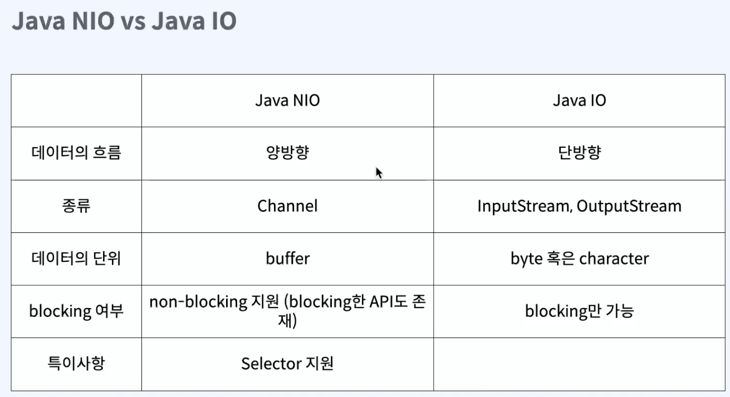 Java NIO vs Java IO
Java NIO
Java IO
데이터의 흐름
양방향
단방향
종류
Channel
InputStream, OutputStream
데이터의 단위
buffer
byte 혹은 character
blocking 여부
non-blocking 지원 (blocking한 API도 존
재)
blocking만 가능
특이사항
Selector 지원